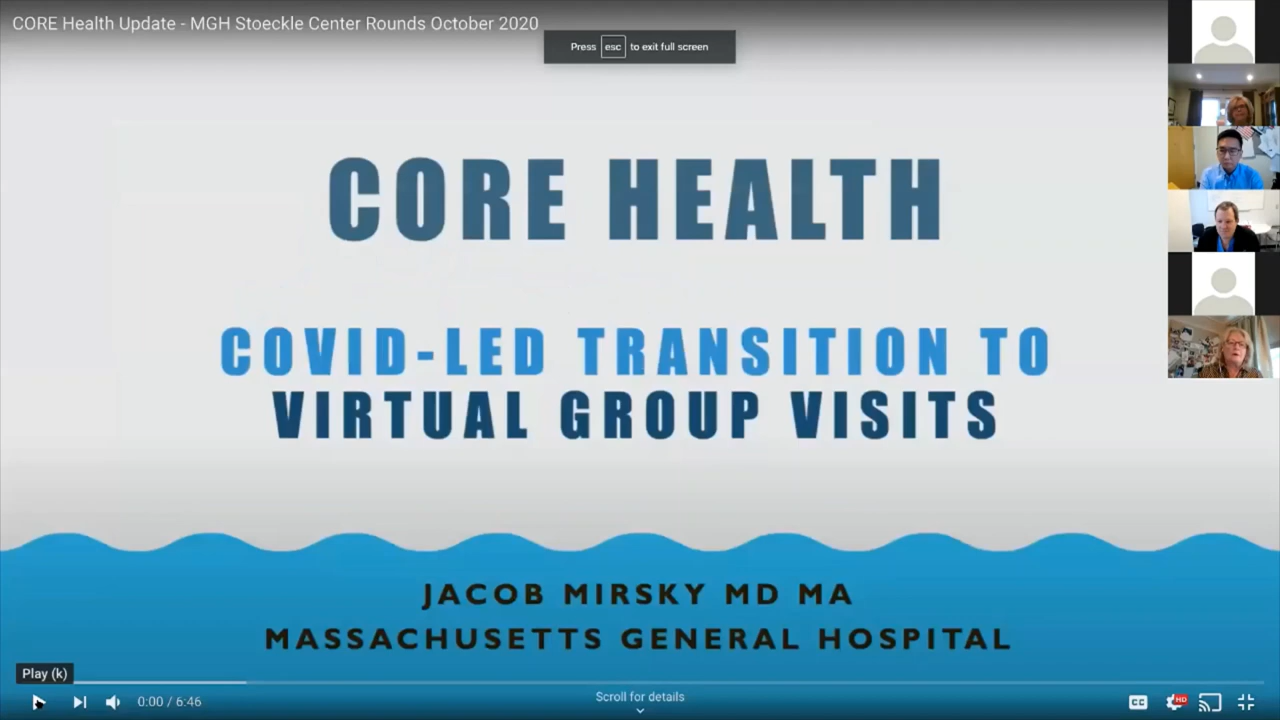 CORE Health Update - MGH Stoeckle Center Rounds October 2020
Press esc to exit full screen
CORE HEALTH
COVID-LED TRANSITION TO
VIRTUAL GROUP VISITS
JACOB MIRSKY MD MA
MASSACHUSETTS GENERAL HOSPITAL
Play (k)
0:00 / 6:46
Scroll for details
CC
HD